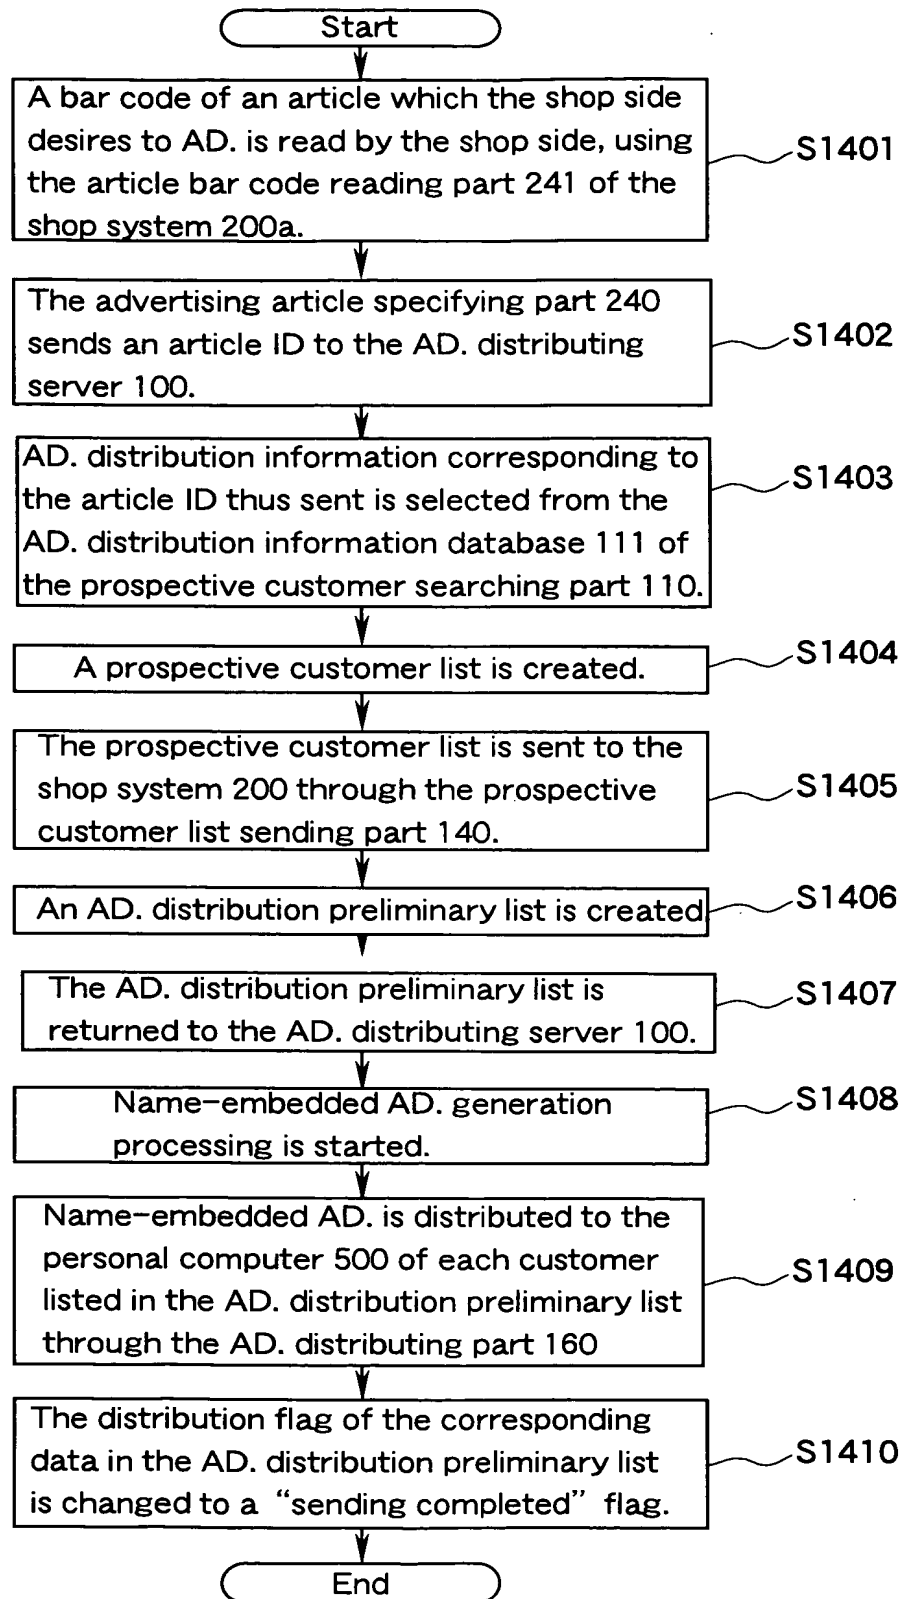 Start
A bar code of an article which the shop side
desires to AD. is read by the shop side, using
the article bar code reading part 241 of the
shop system 200a.
S1401
The advertising article specifying part 240
sends an article ID to the AD. distributing
server 100.
S1402
AD. distribution information corresponding to
the article ID thus sent is selected from the
AD. distribution information database 111 of
the prospective customer searching part 110.
S1403
A prospective customer list is created.
S1404
The prospective customer list is sent to the
shop system 200 through the prospective
customer list sending part 140.
S1405
An AD. distribution preliminary list is created
S1406
The AD. distribution preliminary list is
returned to the AD. distributing server 100.
S1407
Name-embedded AD. generation
processing is started.
S1408
Name-embedded AD. is distributed to the
personal computer 500 of each customer
listed in the AD. distribution preliminary list
through the AD. distributing part 160
S1409
The distribution flag of the corresponding
data in the AD. distribution preliminary list
is changed to a “sending completed” flag.
S1410
End